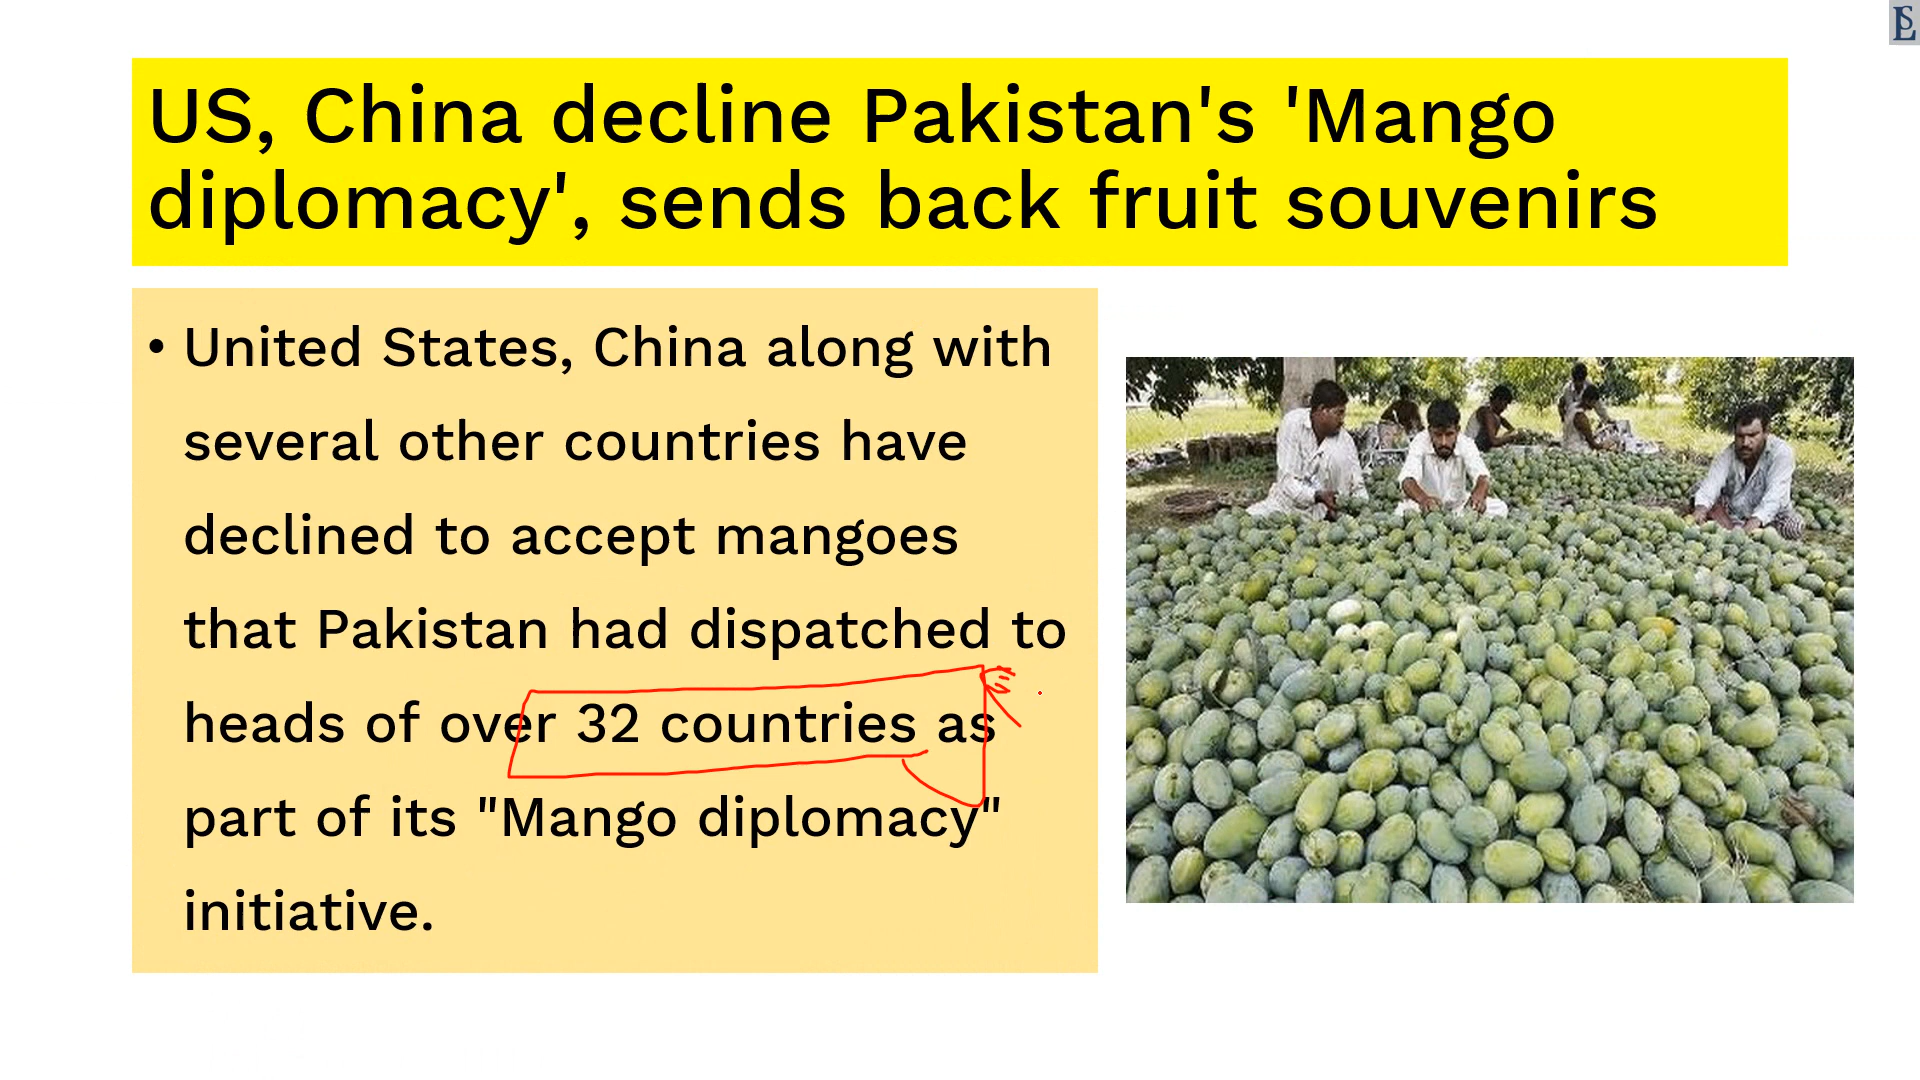 US, China decline Pakistan's 'Mango
diplomacy', sends back fruit souvenirs
• United States, China along with
several other countries have
declined to accept mangoes
that Pakistan had dispatched to
heads of over 32 countries as
part of its "Mango diplomacy"
initiative.